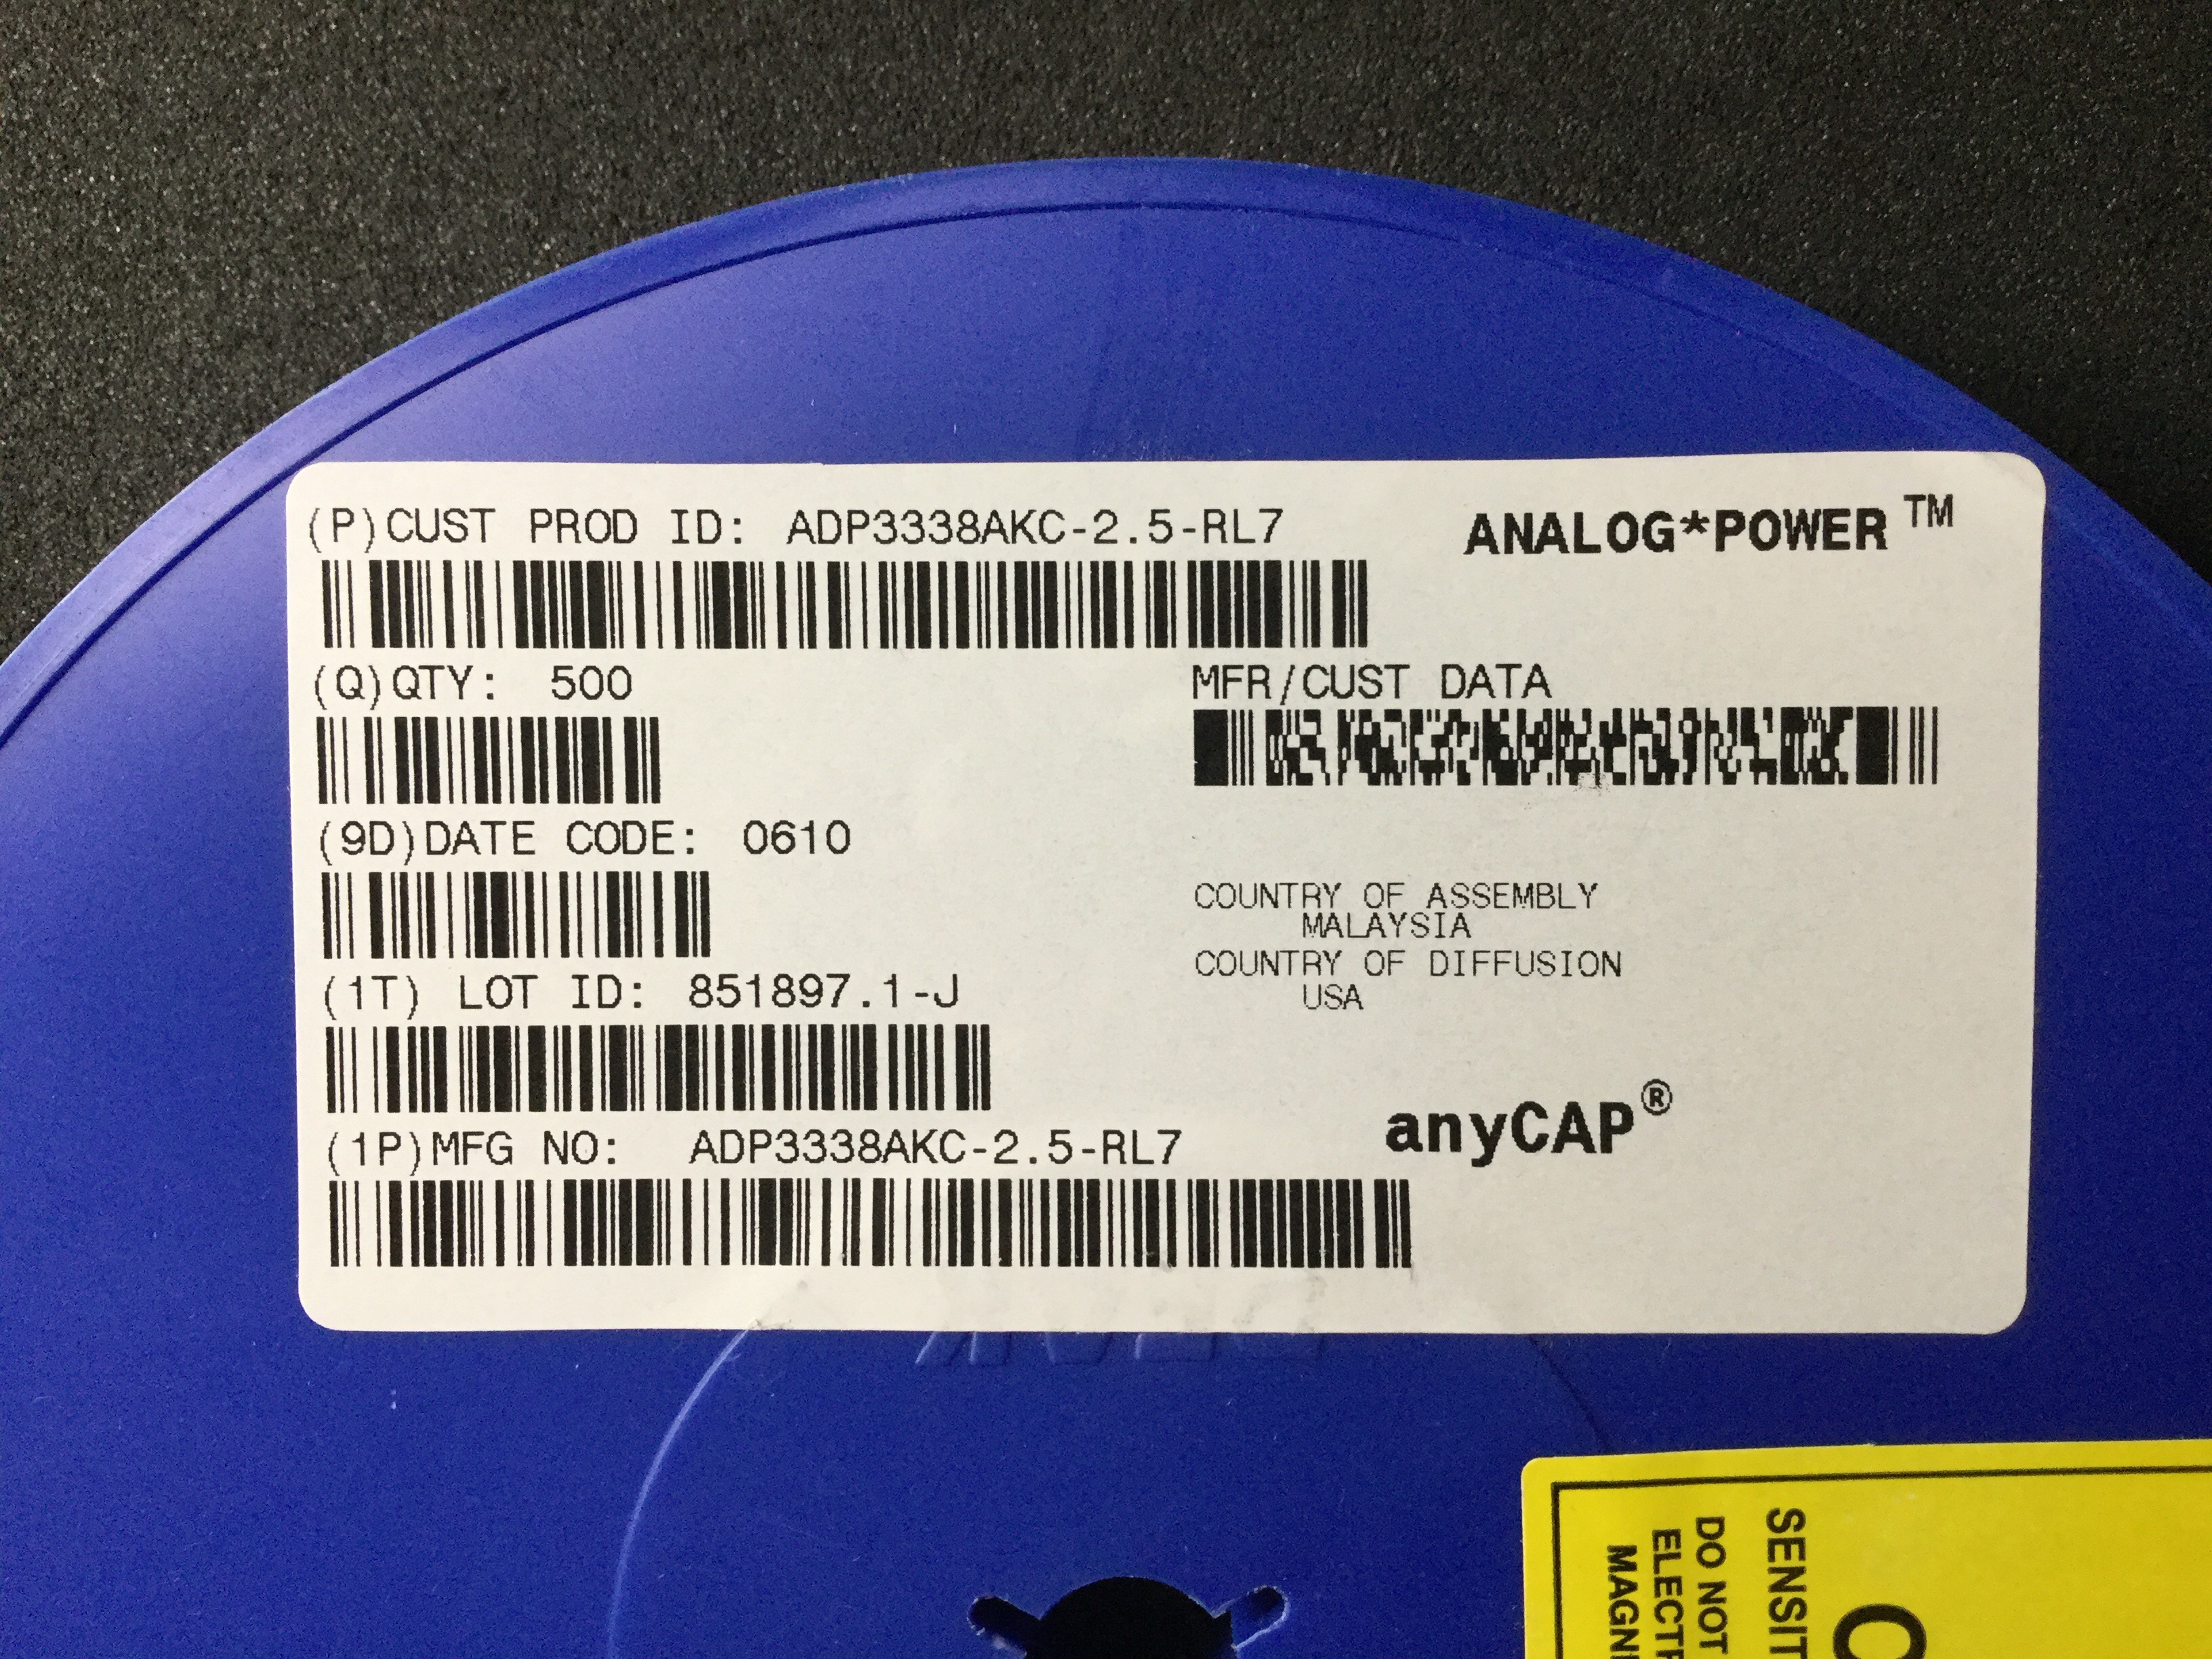 (P)CUST PROD ID: ADP3338AKC-2.5-RL7
ANALOG*POWER™
(Q)QTY: 500
MFR/CUST DATA
(9D)DATE CODE: 0610
COUNTRY OF ASSEMBLY
MALAYSIA
COUNTRY OF DIFFUSION
USA
(1T) LOT ID: 851897.1-J
anyCAP®
(1P)MFG NO: ADP3338AKC-2.5-RL7
SENSIT
DO NOT
ELECTR
MAGN